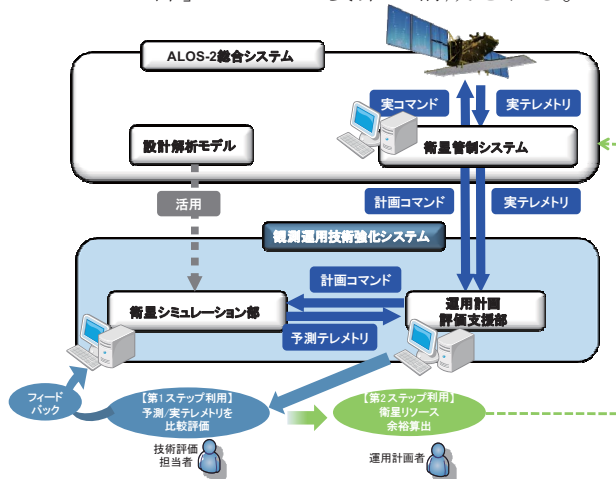 ALOS-2総合システム
実コマンド
実テレメトリ
設計解析モデル
衛星管制システム
活用
計画コマンド
実テレメトリ
観測運用技術強化システム
計画コマンド
衛星シミュレーション部
運用計画
評価支援部
予測テレメトリ
フィード
バック
【第1ステップ利用】
予測/実テレメトリを
比較評価
【第2ステップ利用】
衛星リソース
余裕算出
技術評価
担当者
運用計画者